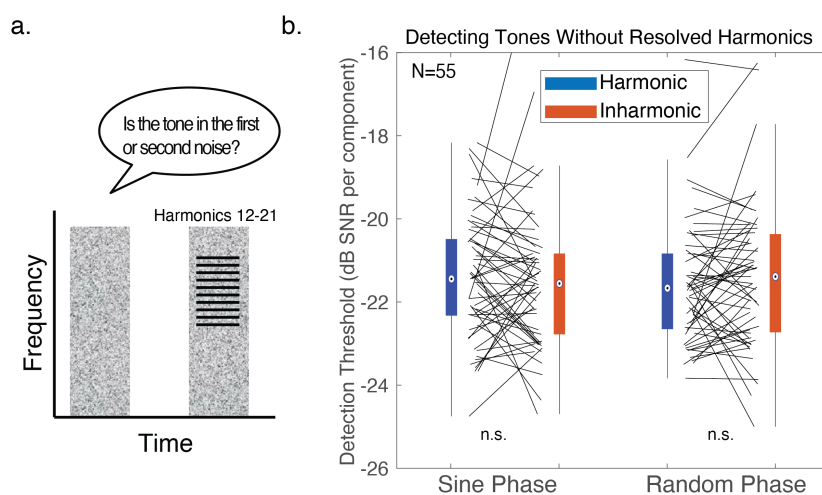 a.
Is the tone in the first
or second noise?
Harmonics 12-21
Frequency
Time
b.
Detecting Tones Without Resolved Harmonics
N=55
Harmonic
Inharmonic
Detection Threshold (dB SNR per component)
-16
-18
-20
-22
-24
-26
n.s.
n.s.
Sine Phase
Random Phase